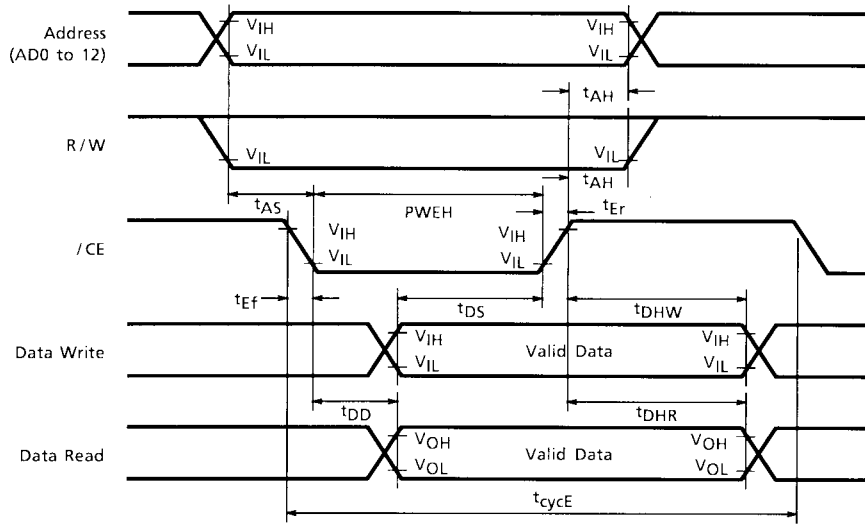 Address
(AD0 to 12)
VIH
VIL
VIH
VIL
tAH
R/W
VIL
VIL
tAH
tAS
PWEH
tEr
/CE
VIH
VIL
VIH
VIL
tEf
tDS
tDHW
Data Write
VIH
VIL
Valid Data
VIH
VIL
tDD
tDHR
Data Read
VOH
VOL
Valid Data
VOH
VOL
tcycE